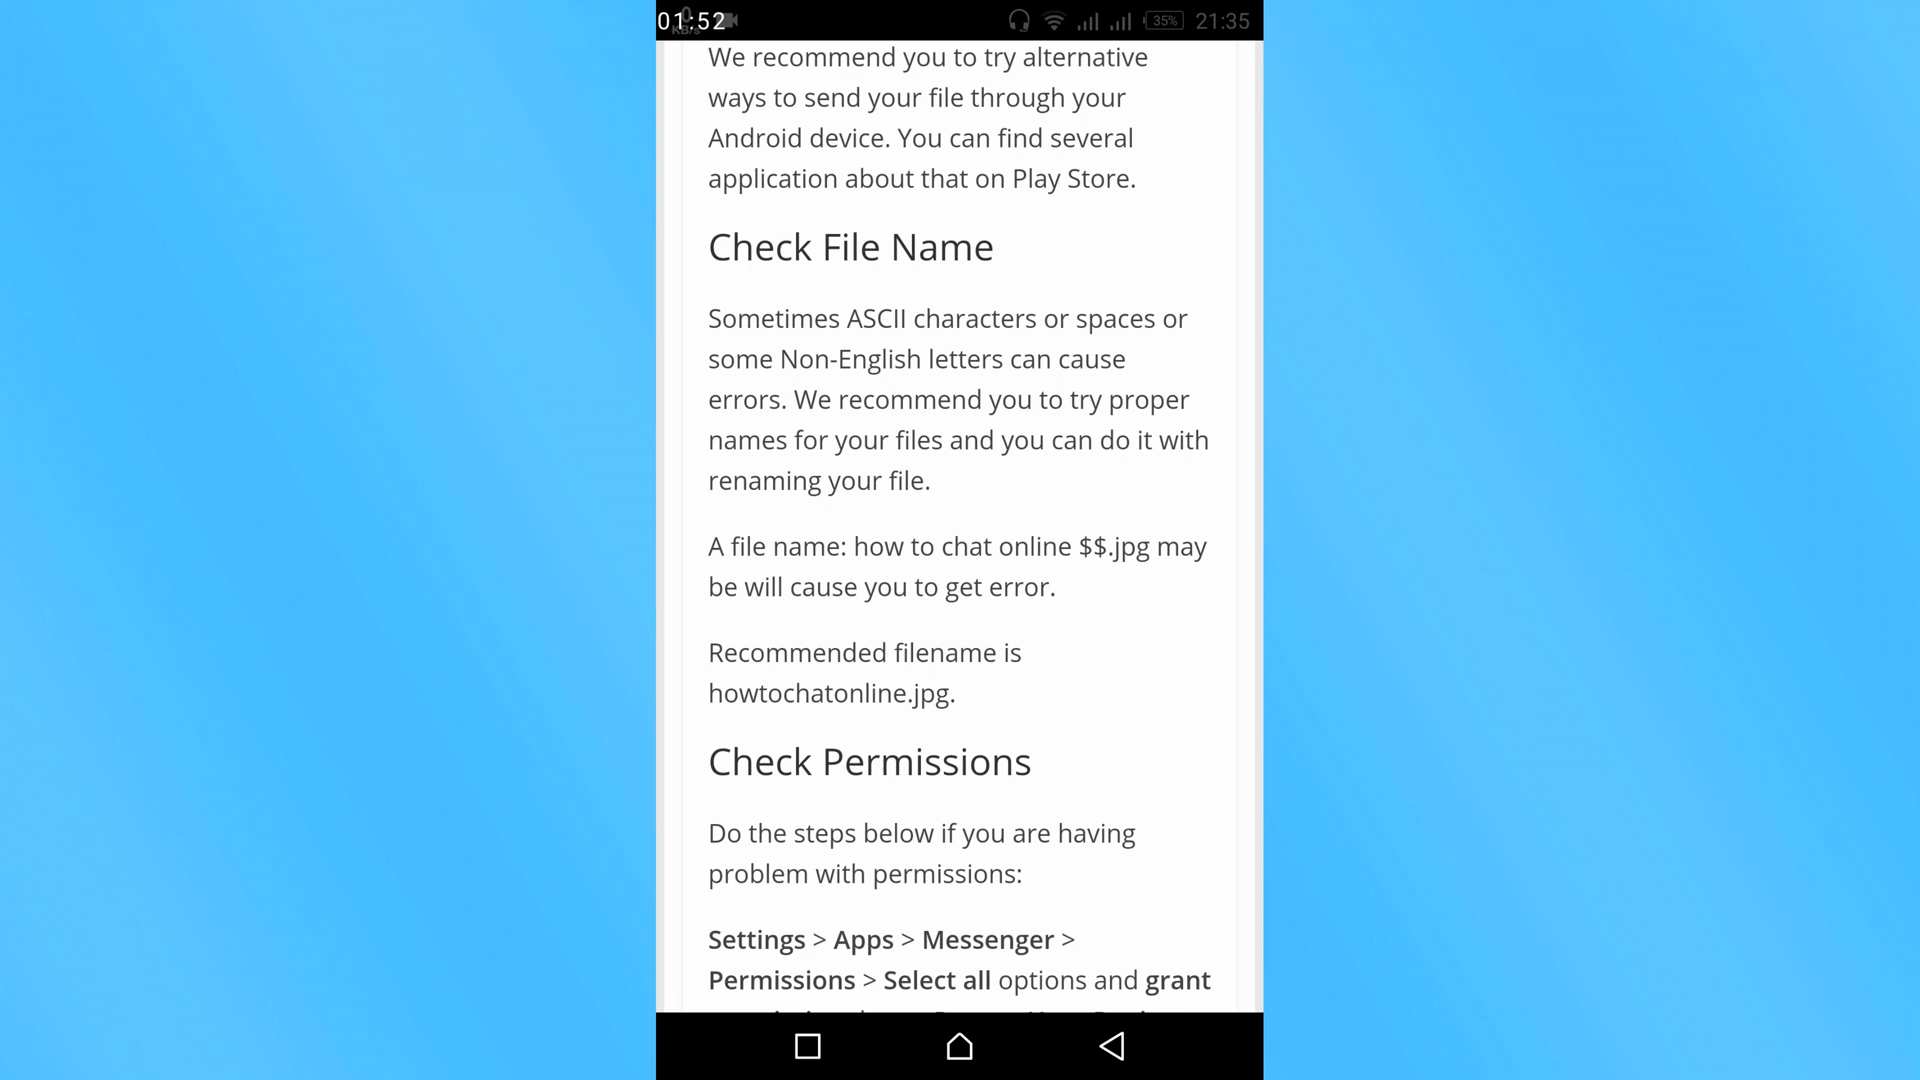 01:52
0
KB/s
35%
21:35
We recommend you to try alternative
ways to send your file through your
Android device. You can find several
application about that on Play Store.
Check File Name
Sometimes ASCII characters or spaces or
some Non-English letters can cause
errors. We recommend you to try proper
names for your files and you can do it with
renaming your file.
A file name: how to chat online $$.jpg may
be will cause you to get error.
Recommended filename is
howtochatonline.jpg.
Check Permissions
Do the steps below if you are having
problem with permissions:
Settings > Apps > Messenger >
Permissions > Select all options and grant